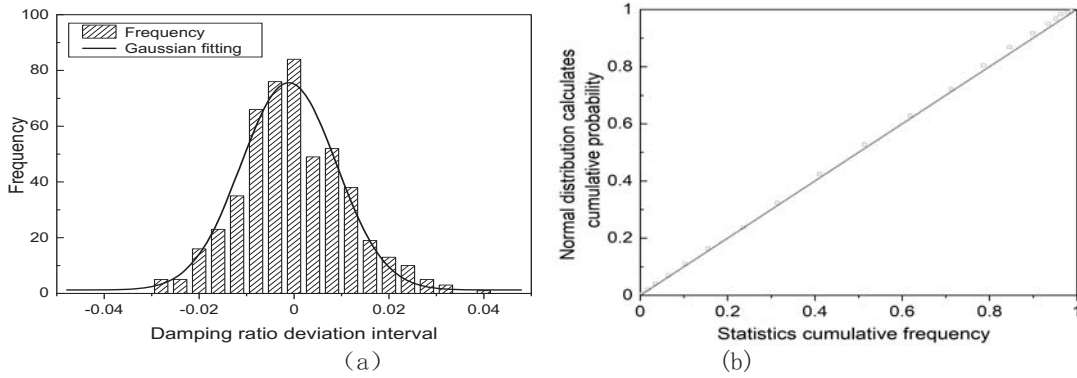 100
80
60
40
20
0
Frequency
Frequency
Gaussian fitting
-0.04
-0.02
0
0.02
0.04
Damping ratio deviation interval
(a)
1
0.8
0.6
0.4
0.2
0
Normal distribution calculates
cumulative probability
0
0.2
0.4
0.6
0.8
1
Statistics cumulative frequency
(b)